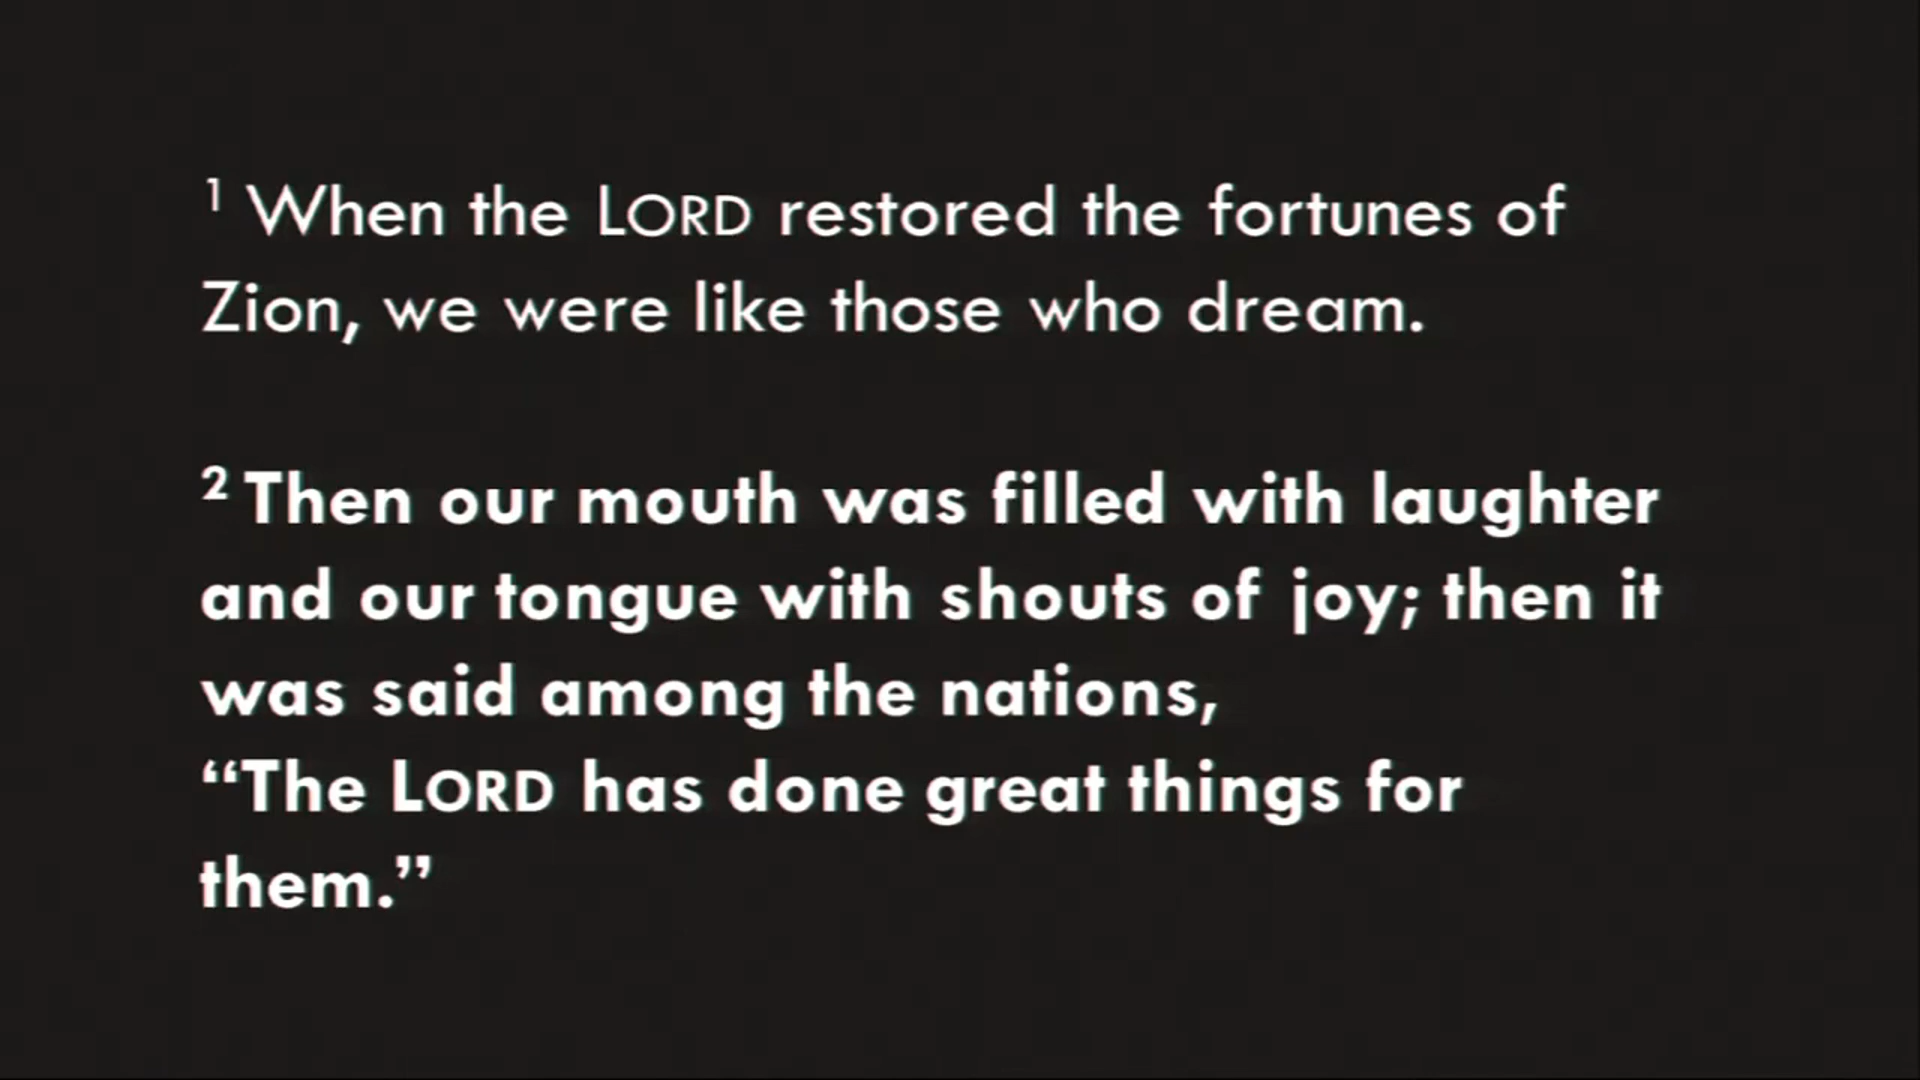 1 When the LORD restored the fortunes of
Zion, we were like those who dream.
2 Then our mouth was filled with laughter
and our tongue with shouts of joy; then it
was said among the nations,
“The LORD has done great things for
them.”